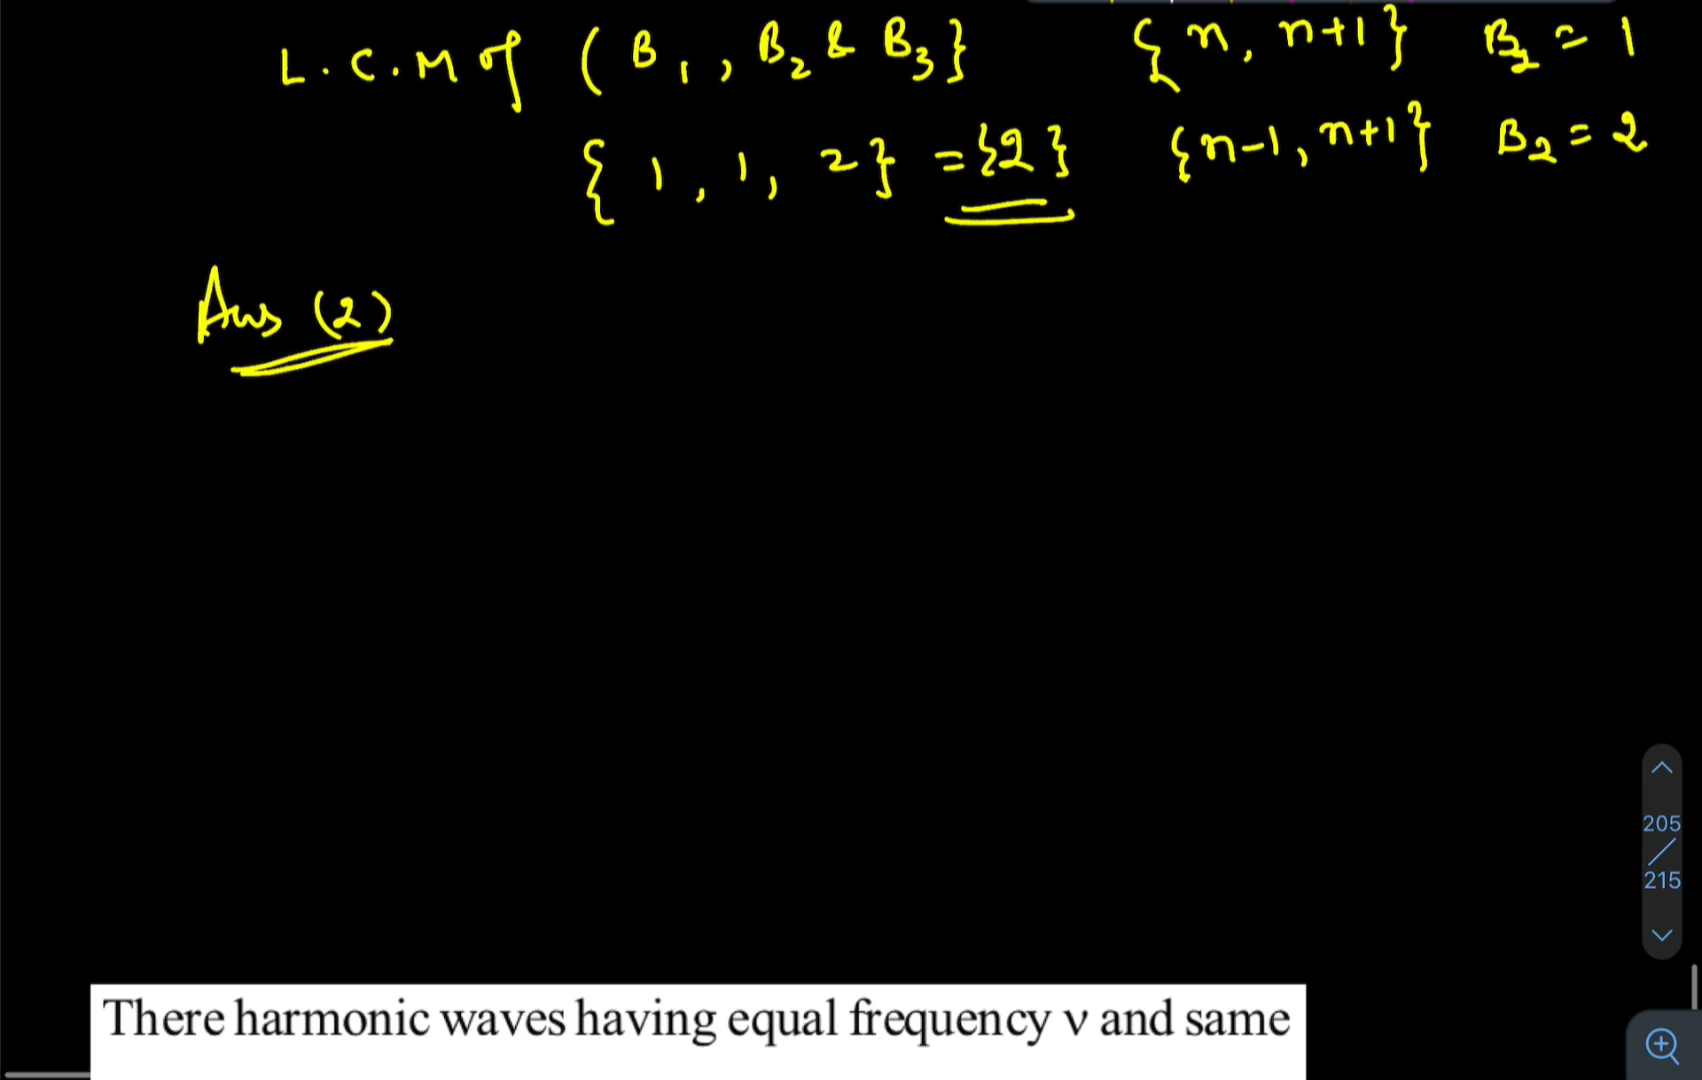 L.C.M of ( B1, B2 & B3} {n, n+1} B2 = 1
{ 1, 1, 2} = {2} {n-1, n+1} B2 = 2
Ans (2)
205
/
215
There harmonic waves having equal frequency ν and same